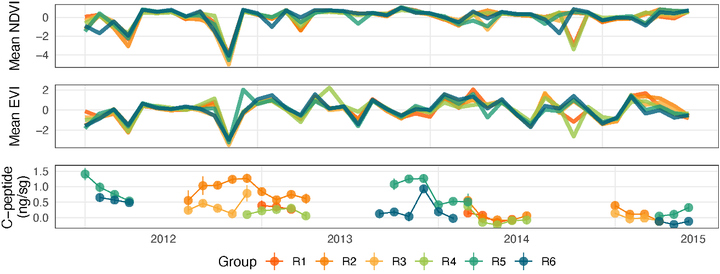 Mean NDVI
0
−2
−4
Mean EVI
2
0
−2
C−peptide
(ng/sg)
1.5
1.0
0.5
0.0
2012 2013 2014 2015
Group R1 R2 R3 R4 R5 R6